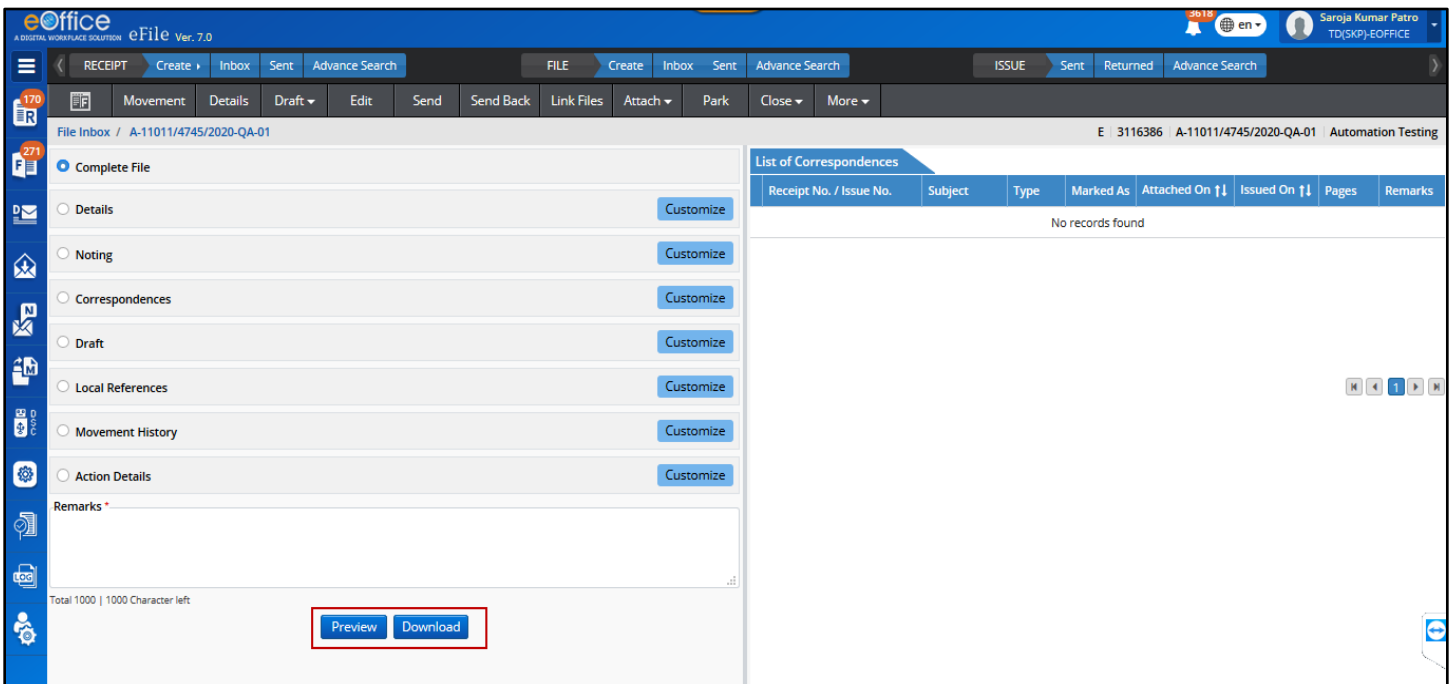 eOffice
A DIGITAL WORKPLACE SOLUTION eFile Ver. 7.0
3618 en Saroja Kumar Patro
TD(SKP)-EOFFICE
RECEIPT Create Inbox Sent Advance Search FILE Create Inbox Sent Advance Search ISSUE Sent Returned Advance Search
170 R Movement Details Draft Edit Send Send Back Link Files Attach Park Close More
File Inbox / A-11011/4745/2020-QA-01 E 3116386 A-11011/4745/2020-QA-01 Automation Testing
271 F Complete File List of Correspondences
Receipt No. / Issue No. Subject Type Marked As Attached On Issued On Pages Remarks
D Details Customize No records found
Noting Customize
Correspondences Customize
N
Draft Customize
M
Local References Customize 1
DSC
Movement History Customize
Action Details Customize
Remarks *
LOG
Total 1000 | 1000 Character left
Preview Download